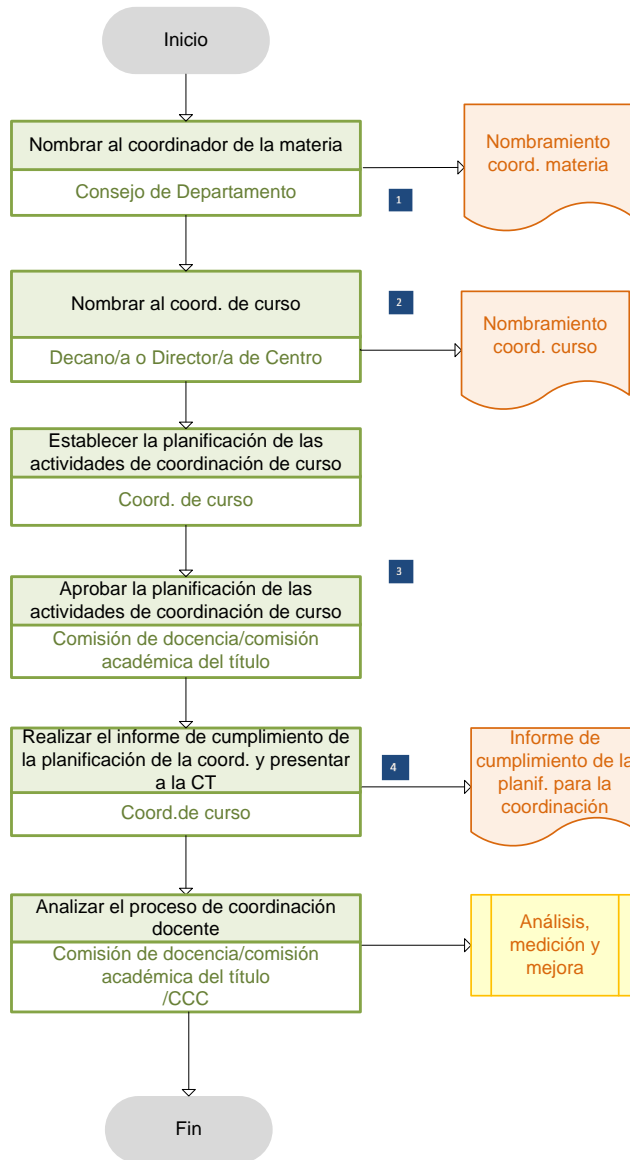 Inicio
Nombrar al coordinador de la materia
Consejo de Departamento
1
Nombramiento
coord. materia
Nombrar al coord. de curso
Decano/a o Director/a de Centro
2
Nombramiento
coord. curso
Establecer la planificación de las
actividades de coordinación de curso
Coord. de curso
3
Aprobar la planificación de las
actividades de coordinación de curso
Comisión de docencia/comisión
académica del título
Realizar el informe de cumplimiento de
la planificación de la coord. y presentar
a la CT
Coord.de curso
4
Informe de
cumplimiento de la
planif. para la
coordinación
Analizar el proceso de coordinación
docente
Comisión de docencia/comisión
académica del título
/CCC
Análisis,
medición y
mejora
Fin